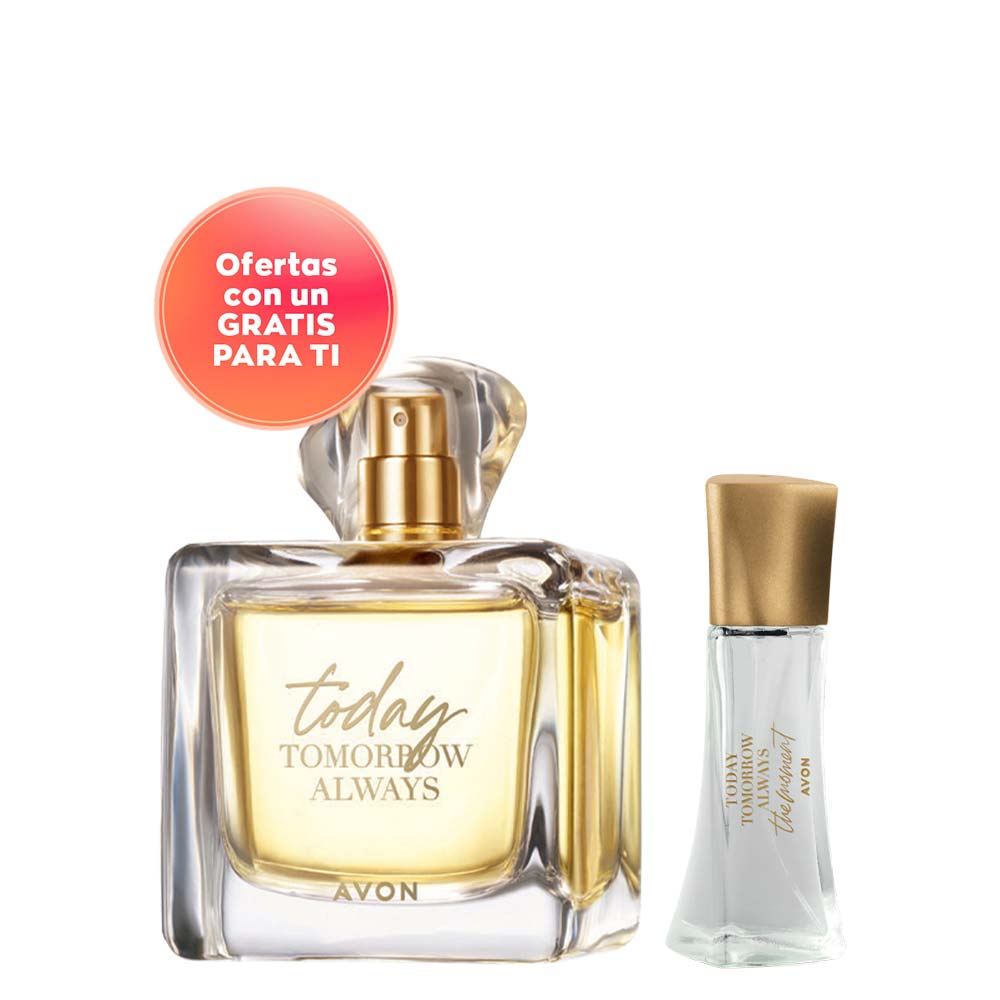 Ofertas
con un
GRATIS
PARA TI
today
TOMORROW
ALWAYS
AVON
TODAY
TOMORROW
ALWAYS
the moment
AVON